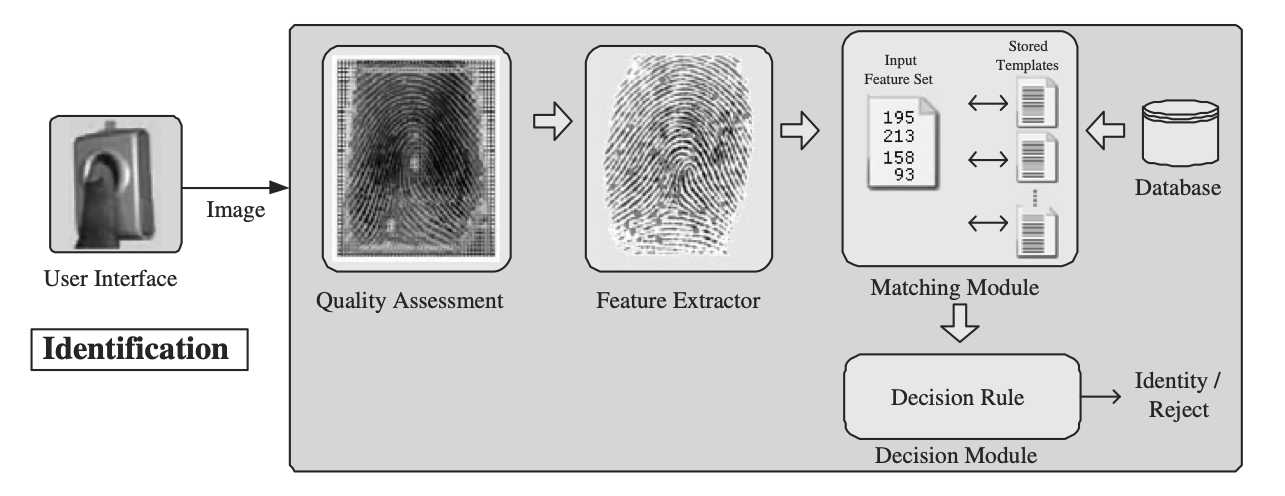 User Interface
Identification
Image
Quality Assessment
Feature Extractor
Input
Feature Set
195
213
158
93
Stored
Templates
Matching Module
Database
Decision Rule
Decision Module
Identity /
Reject